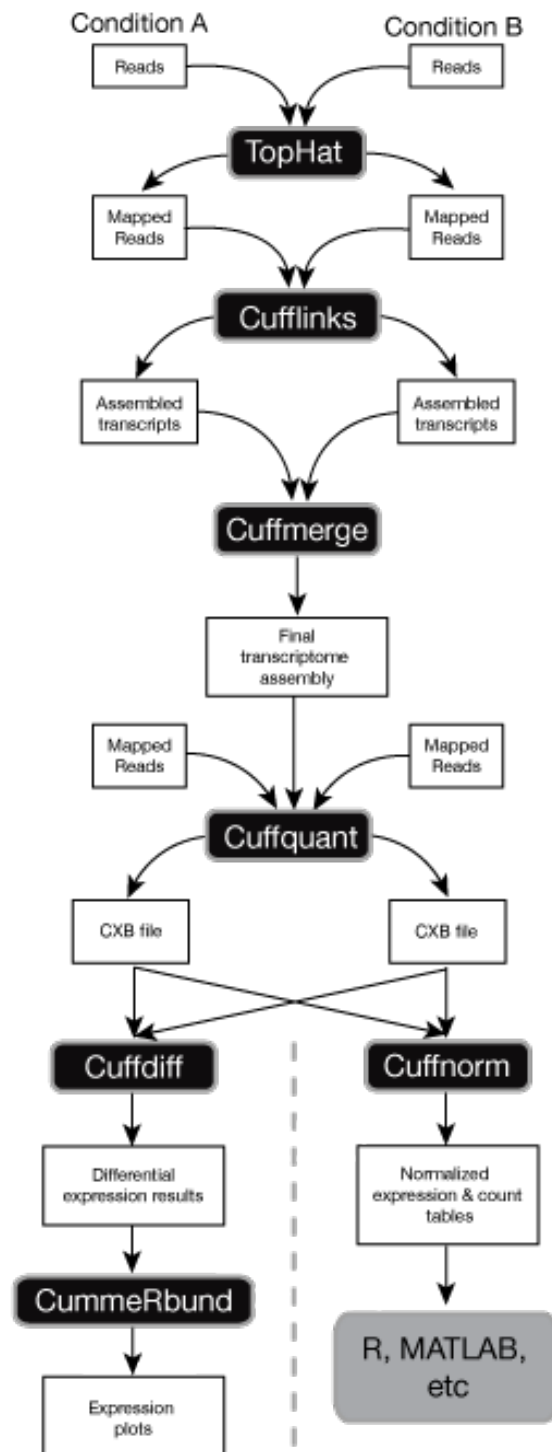 Condition A
Condition B
Reads
Reads
TopHat
Mapped
Reads
Mapped
Reads
Cufflinks
Assembled
transcripts
Assembled
transcripts
Cuffmerge
Final
transcriptome
assembly
Mapped
Reads
Mapped
Reads
Cuffquant
CXB file
CXB file
Cuffdiff
Cuffnorm
Differential
expression results
Normalized
expression & count
tables
CummeRbund
R, MATLAB,
etc
Expression
plots